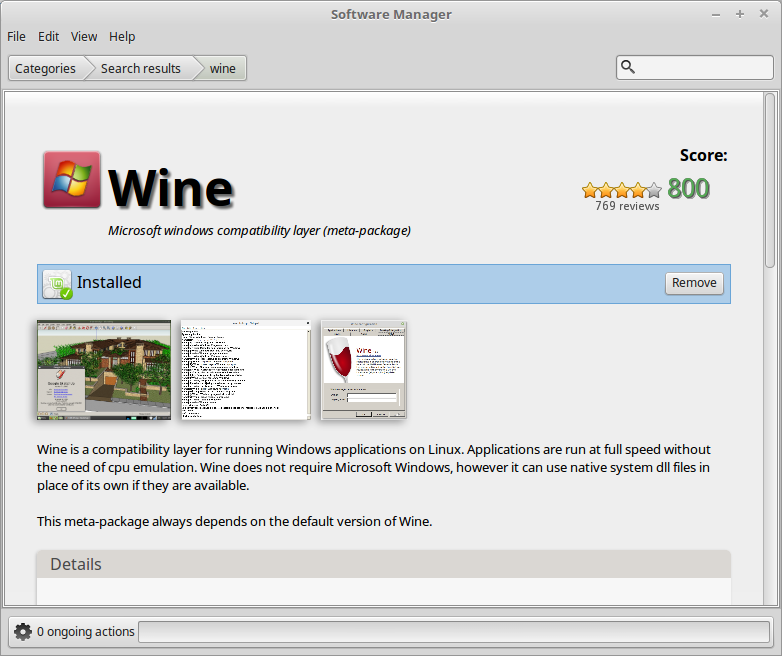 Software Manager
File Edit View Help
Categories Search results wine
Score:
Wine
800
769 reviews
Microsoft windows compatibility layer (meta-package)
Installed
Remove
Wine is a compatibility layer for running Windows applications on Linux. Applications are run at full speed without
the need of cpu emulation. Wine does not require Microsoft Windows, however it can use native system dll files in
place of its own if they are available.
This meta-package always depends on the default version of Wine.
Details
0 ongoing actions